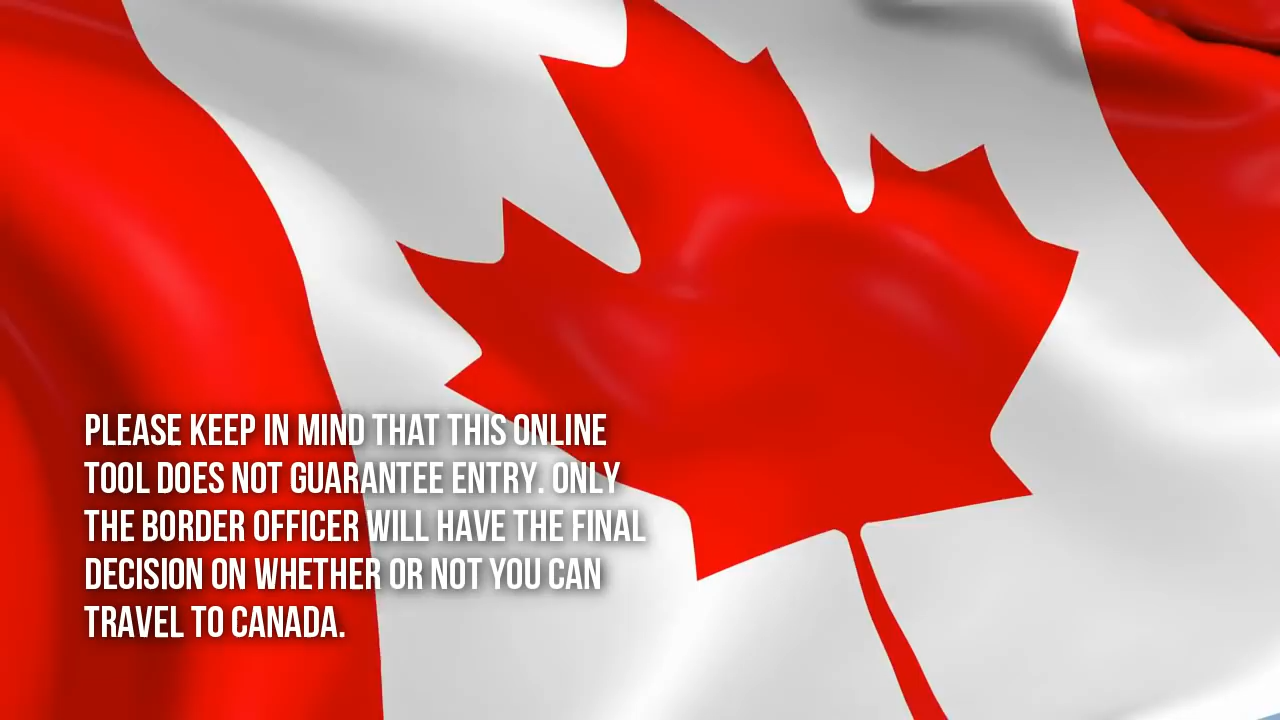 PLEASE KEEP IN MIND THAT THIS ONLINE
TOOL DOES NOT GUARANTEE ENTRY. ONLY
THE BORDER OFFICER WILL HAVE THE FINAL
DECISION ON WHETHER OR NOT YOU CAN
TRAVEL TO CANADA.